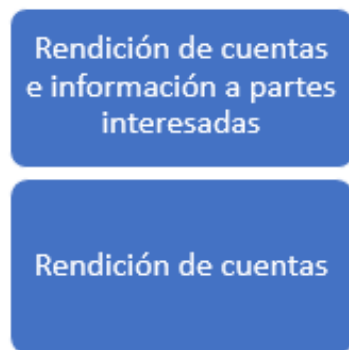 Rendición de cuentas
e información a partes
interesadas
Rendición de cuentas